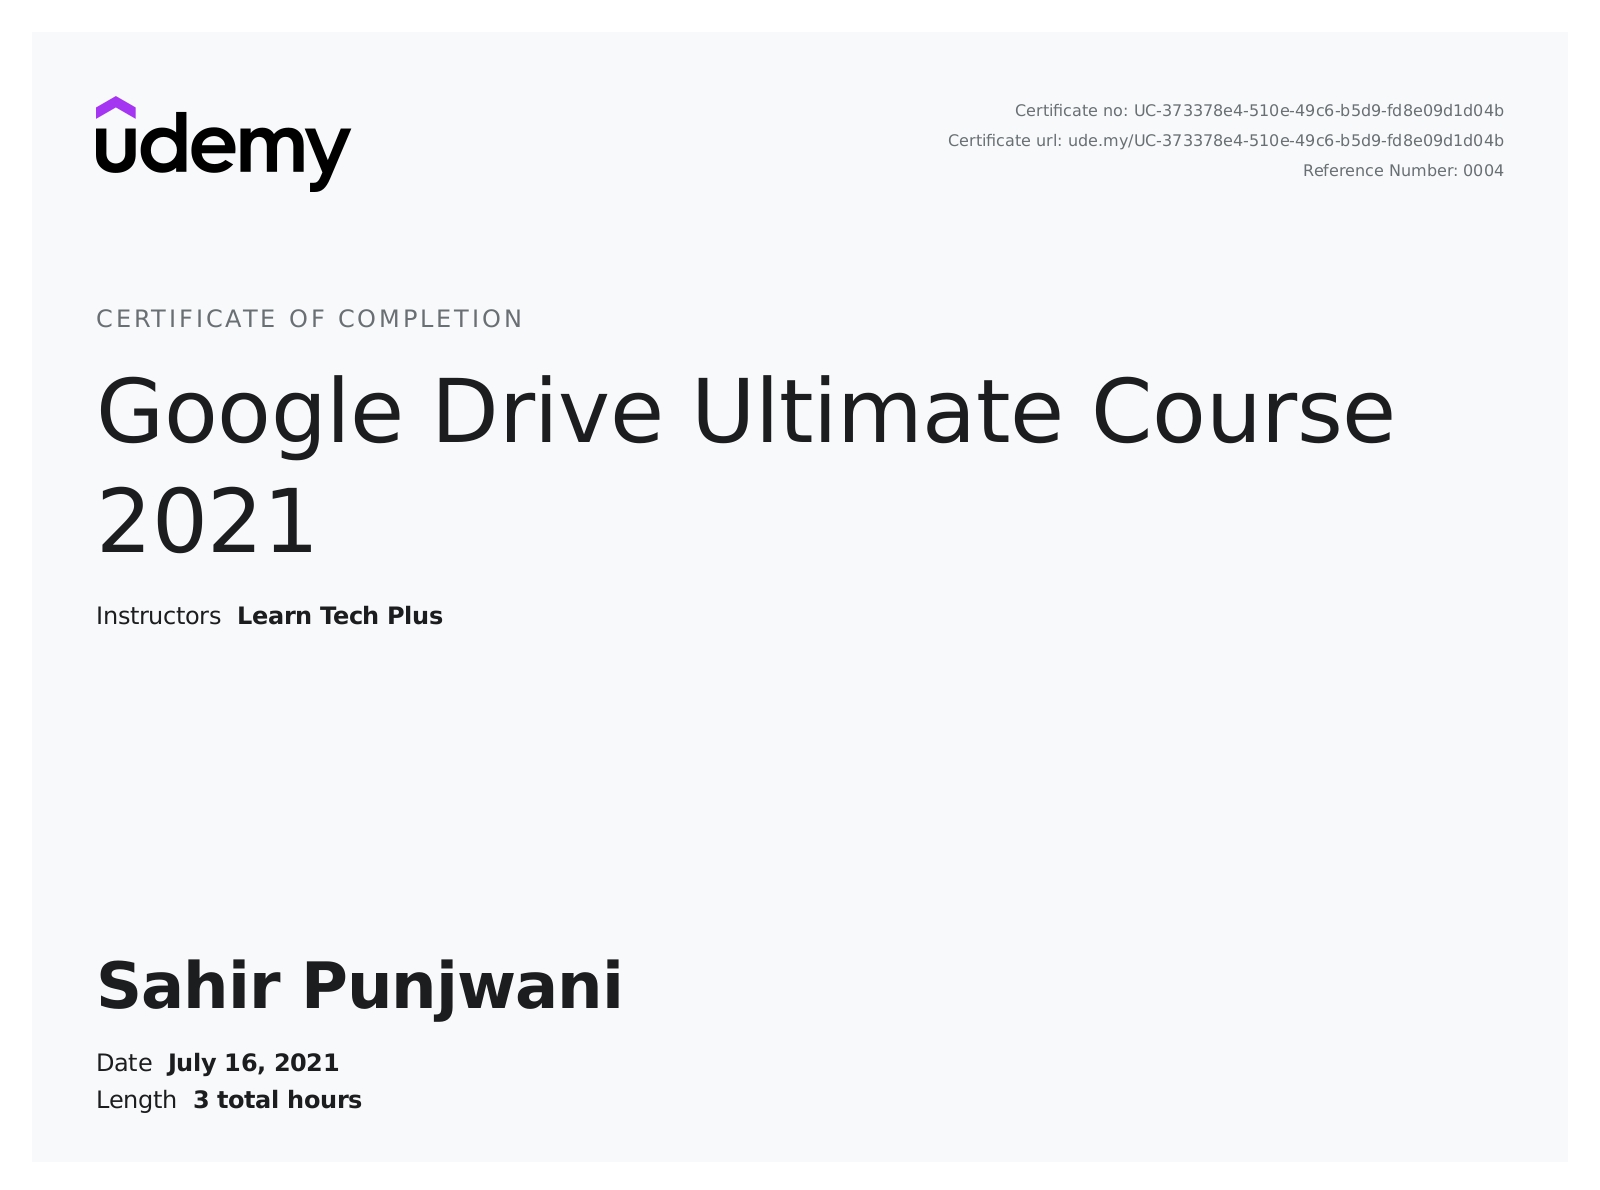 udemy
Certificate no: UC-373378e4-510e-49c6-b5d9-fd8e09d1d04b
Certificate url: ude.my/UC-373378e4-510e-49c6-b5d9-fd8e09d1d04b
Reference Number: 0004
CERTIFICATE OF COMPLETION
Google Drive Ultimate Course
2021
Instructors Learn Tech Plus
Sahir Punjwani
Date July 16, 2021
Length 3 total hours